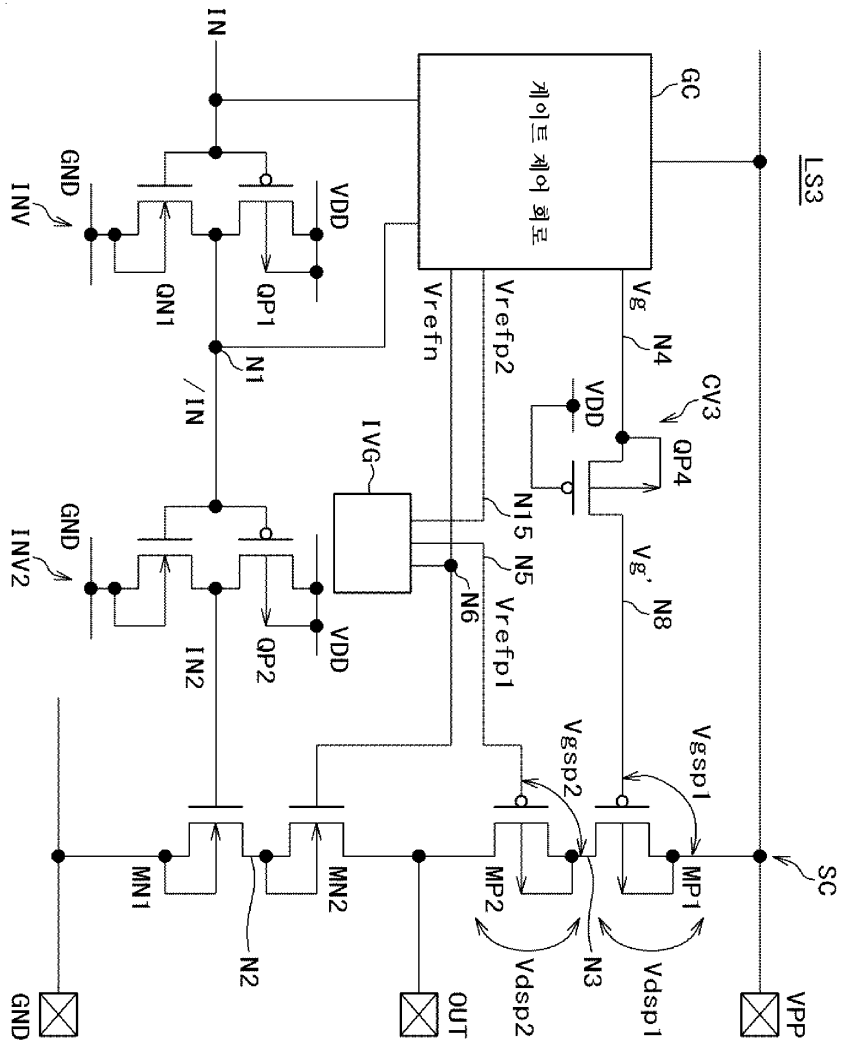 LS3
VPP
SC
GC
게이트 제어 회로
Vg
N4
CV3
VDD
QP4
Vg'
N8
Vgsp1
MP1
Vdsp1
Vgsp2
N3
MP2
Vdsp2
Vrefp2
Vrefn
N15
N5
Vrefp1
N6
IVG
OUT
IN
VDD
QP1
QN1
GND
INV
N1
/IN
VDD
QP2
GND
INV2
IN2
MN2
N2
MN1
GND